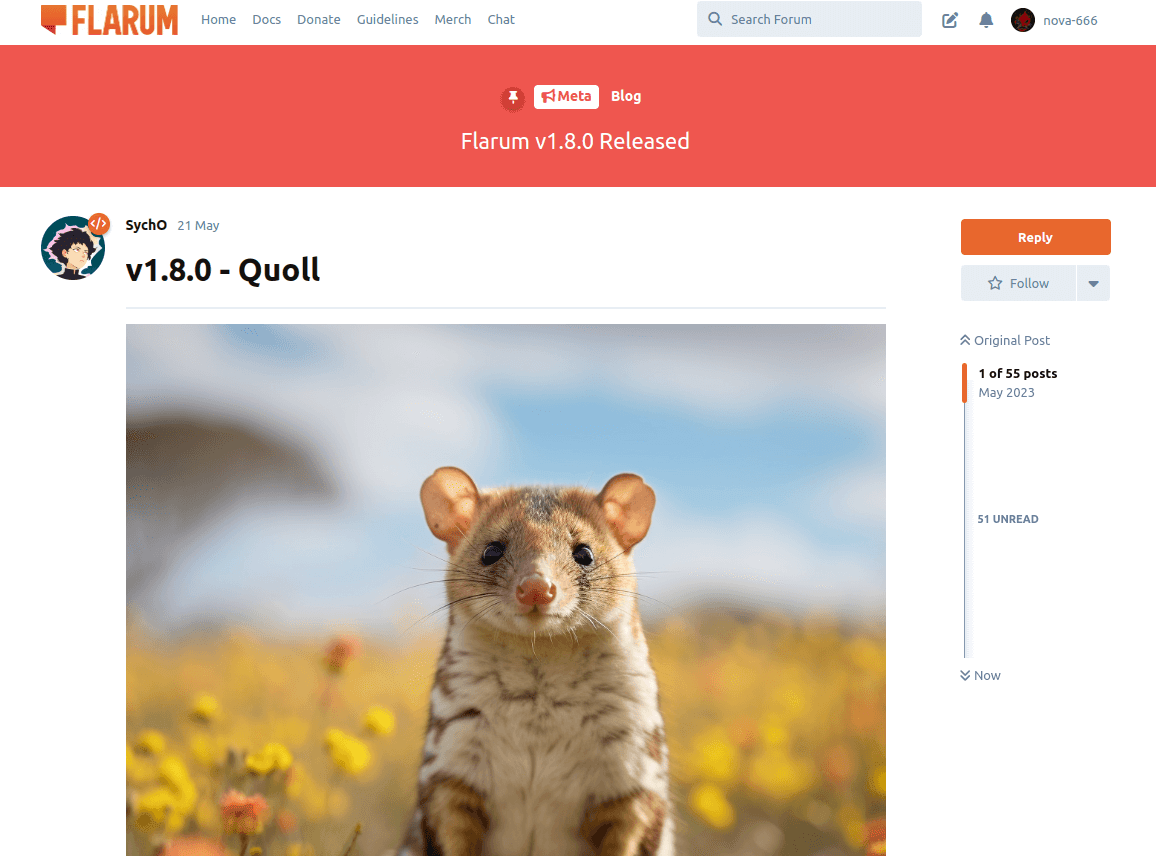 FLARUM Home Docs Donate Guidelines Merch Chat Search Forum nova-666
Meta Blog
Flarum v1.8.0 Released
SychO 21 May
v1.8.0 - Quoll
Reply
Follow
Original Post
1 of 55 posts
May 2023
51 UNREAD
Now